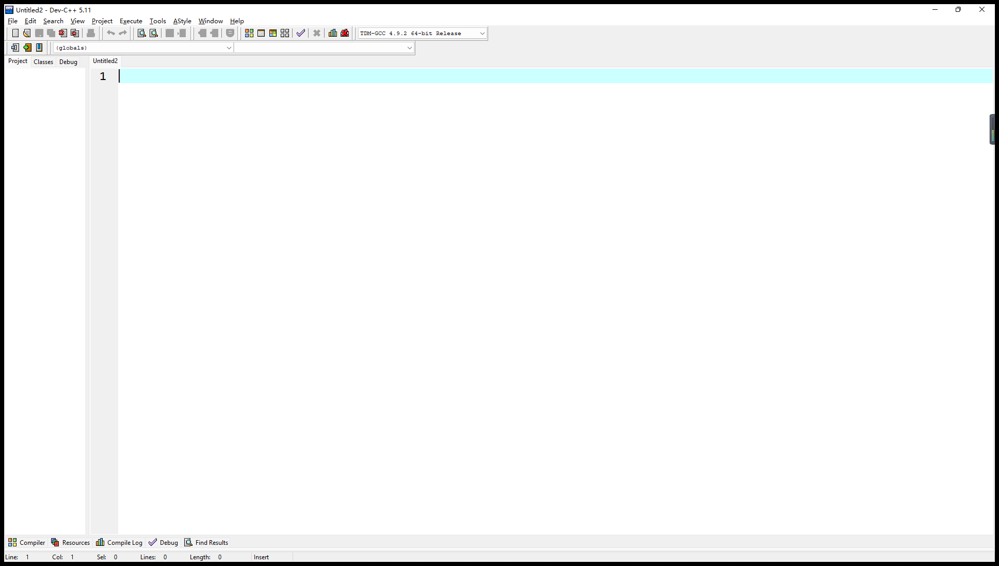 Untitled2 - Dev-C++ 5.11
File Edit Search View Project Execute Tools AStyle Window Help
TDM-GCC 4.9.2 64-bit Release
(globals)
Project Classes Debug Untitled2
1
Compiler Resources Compile Log Debug Find Results
Line: 1 Col: 1 Sel: 0 Lines: 0 Length: 0 Insert